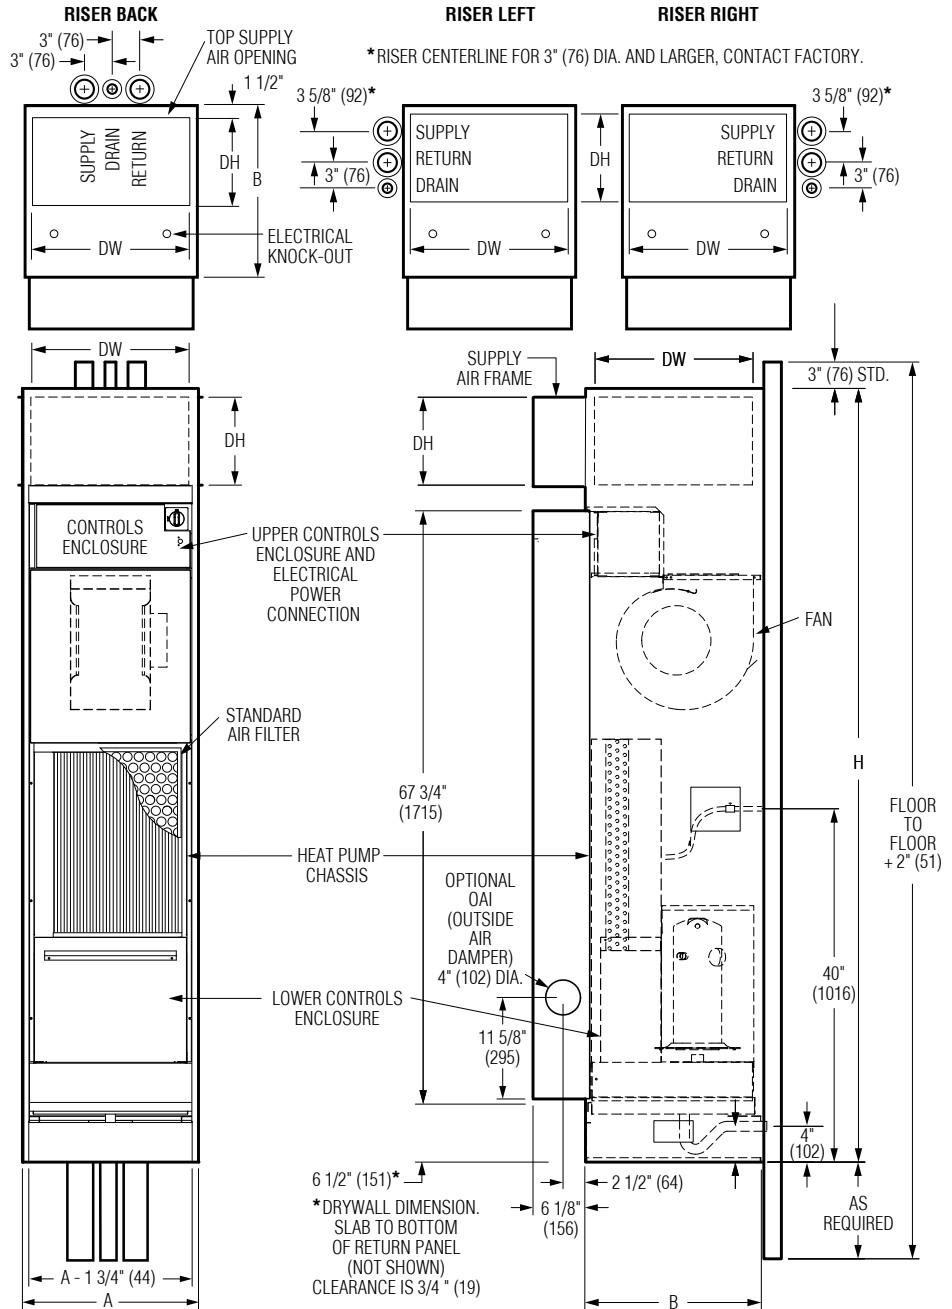 RISER BACK
RISER LEFT
RISER RIGHT
3" (76)
3" (76)
TOP SUPPLY
AIR OPENING
*RISER CENTERLINE FOR 3" (76) DIA. AND LARGER, CONTACT FACTORY.
1 1/2"
SUPPLY
DRAIN
RETURN
DH
B
DW
ELECTRICAL
KNOCK-OUT
3 5/8" (92)*
3" (76)
SUPPLY
RETURN
DRAIN
DW
DH
SUPPLY
RETURN
DRAIN
DW
3 5/8" (92)*
3" (76)
DW
DH
CONTROLS
ENCLOSURE
SUPPLY
AIR FRAME
DW
3" (76) STD.
DH
UPPER CONTROLS
ENCLOSURE AND
ELECTRICAL
POWER
CONNECTION
FAN
STANDARD
AIR FILTER
67 3/4"
(1715)
H
FLOOR
TO
FLOOR
+ 2" (51)
HEAT PUMP
CHASSIS
OPTIONAL
OAI
(OUTSIDE
AIR
DAMPER)
4" (102) DIA.
40"
(1016)
LOWER CONTROLS
ENCLOSURE
11 5/8"
(295)
4"
(102)
6 1/2" (151)*
*DRYWALL DIMENSION.
SLAB TO BOTTOM
OF RETURN PANEL
(NOT SHOWN)
CLEARANCE IS 3/4 " (19)
2 1/2" (64)
6 1/8"
(156)
AS
REQUIRED
A - 1 3/4" (44)
A
B